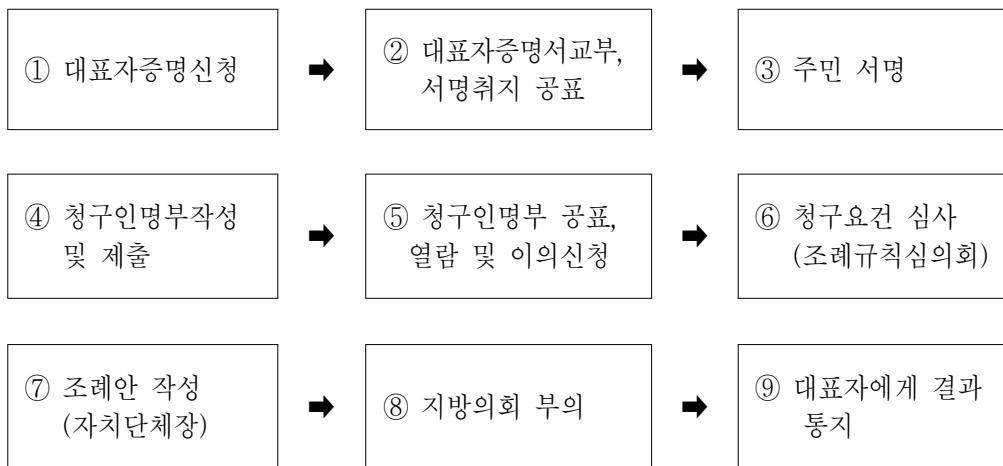 ① 대표자증명신청
➡
② 대표자증명서교부,
서명취지 공표
➡
③ 주민 서명
④ 청구인명부작성
및 제출
➡
⑤ 청구인명부 공표,
열람 및 이의신청
➡
⑥ 청구요건 심사
(조례규칙심의회)
⑦ 조례안 작성
(자치단체장)
➡
⑧ 지방의회 부의
➡
⑨ 대표자에게 결과
통지